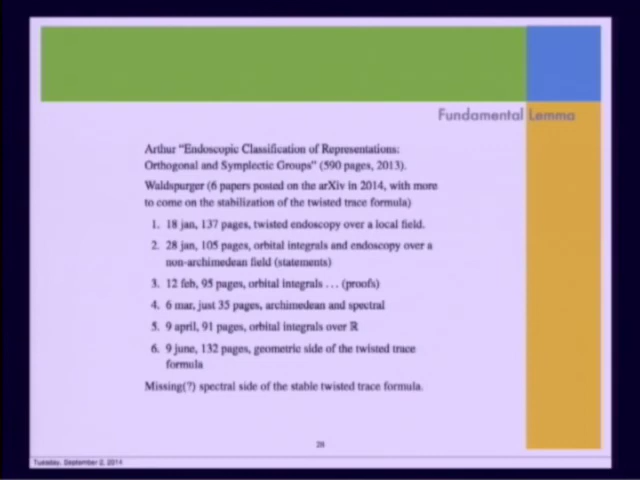 Fundamental Lemma
Arthur "Endoscopic Classification of Representations:
Orthogonal and Symplectic Groups" (590 pages, 2013).
Waldspurger (6 papers posted on the arXiv in 2014, with more
to come on the stabilization of the twisted trace formula)
1. 18 jan, 137 pages, twisted endoscopy over a local field.
2. 28 jan, 105 pages, orbital integrals and endoscopy over a
non-archimedean field (statements)
3. 12 feb, 95 pages, orbital integrals ... (proofs)
4. 6 mar, just 35 pages, archimedean and spectral
5. 9 april, 91 pages, orbital integrals over ℝ
6. 9 june, 132 pages, geometric side of the twisted trace
formula
Missing(?) spectral side of the stable twisted trace formula.
28
Tuesday, September 2, 2014